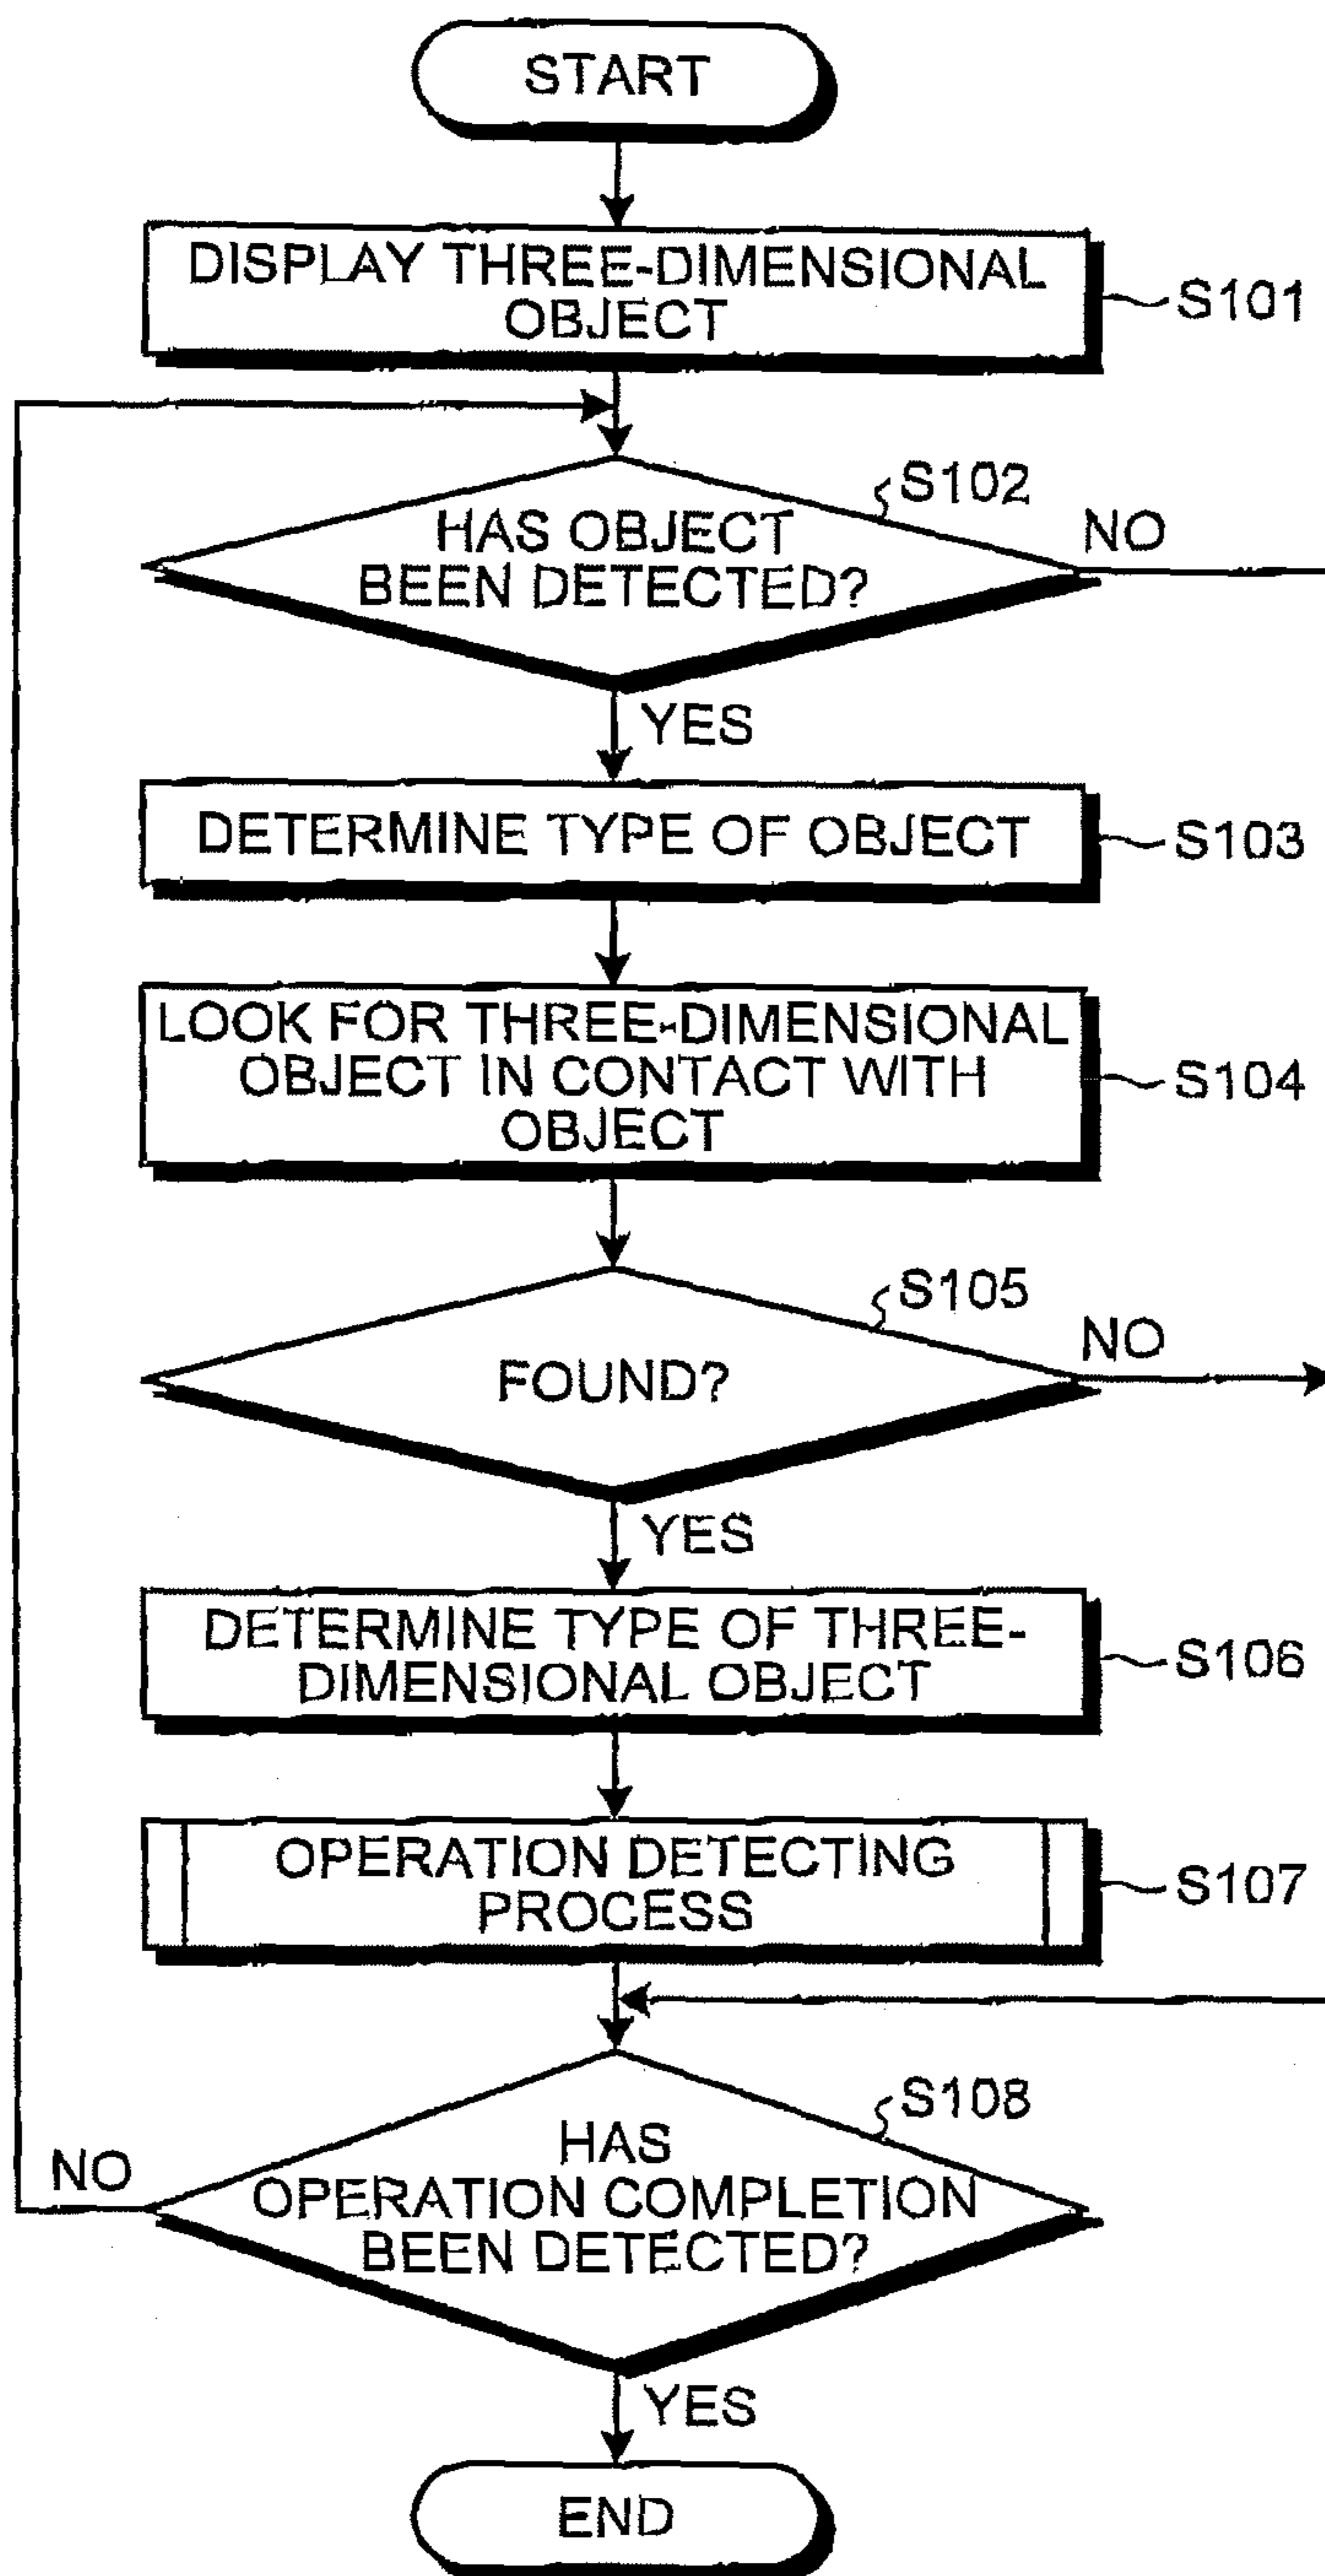 START
DISPLAY THREE-DIMENSIONAL
OBJECT
S101
S102
HAS OBJECT
BEEN DETECTED?
NO
YES
DETERMINE TYPE OF OBJECT
S103
LOOK FOR THREE-DIMENSIONAL
OBJECT IN CONTACT WITH
OBJECT
S104
S105
FOUND?
NO
YES
DETERMINE TYPE OF THREE-
DIMENSIONAL OBJECT
S106
OPERATION DETECTING
PROCESS
S107
S108
HAS
OPERATION COMPLETION
BEEN DETECTED?
NO
YES
END